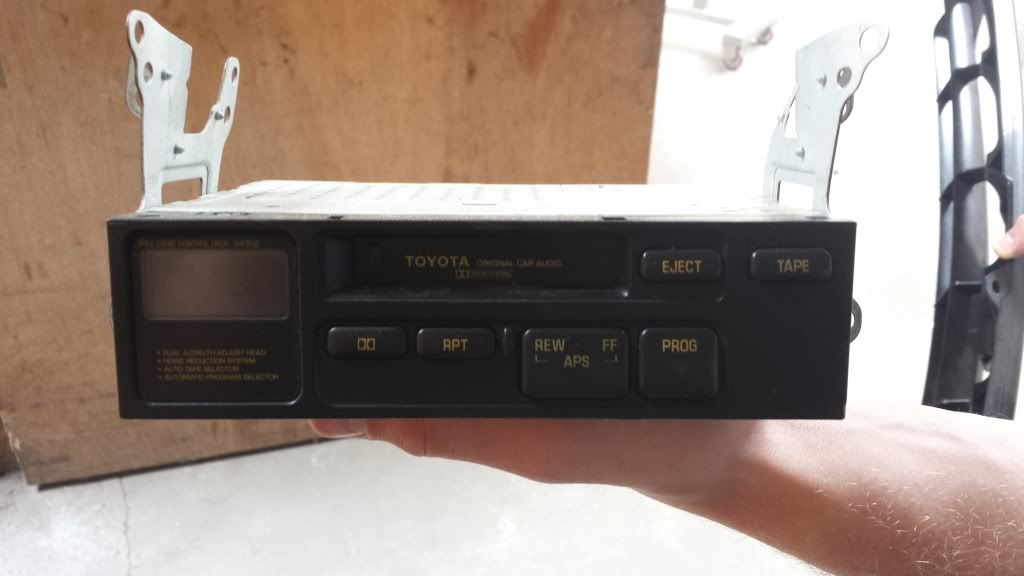 FULL LOGIC CONTROL DECK 94102
TOYOTA ORIGINAL CAR AUDIO
EJECT
TAPE
RPT
REW FF
APS
PROG
• DUAL AZIMUTH ADJUST HEAD
• NOISE REDUCTION SYSTEM
• AUTO TAPE SELECTOR
• AUTOMATIC PROGRAM SELECTOR